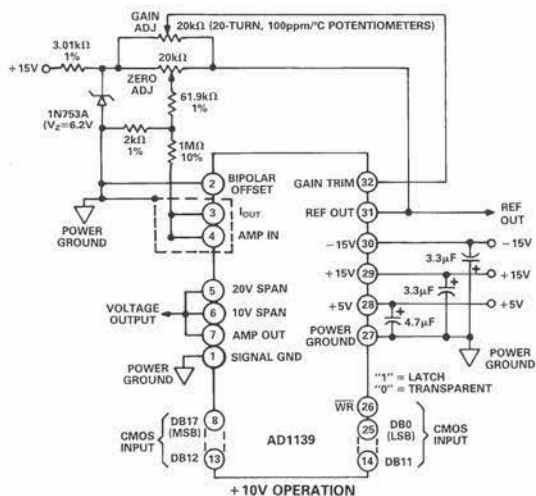 GAIN ADJ
20kΩ (20-TURN, 100ppm/°C POTENTIOMETERS)
3.01kΩ
1%
20kΩ
+15V
ZERO ADJ
61.9kΩ
1%
1N753A
(VZ=6.2V
2kΩ
1%
1MΩ
10%
2
BIPOLAR OFFSET
GAIN TRIM
32
3
IOUT
REF OUT
31
REF OUT
POWER GROUND
4
AMP IN
-15V
30
-15V
3.3µF
+
+15V
29
+15V
3.3µF
+
5
20V SPAN
+5V
28
+
+5V
VOLTAGE OUTPUT
6
10V SPAN
4.7µF
7
AMP OUT
POWER GROUND
27
POWER GROUND
1
SIGNAL GND
POWER GROUND
"1" = LATCH
"0" = TRANSPARENT
WR
26
CMOS INPUT
DB17 (MSB)
8
25
DB0 (LSB)
CMOS INPUT
DB12
13
AD1139
14
DB11
+10V OPERATION